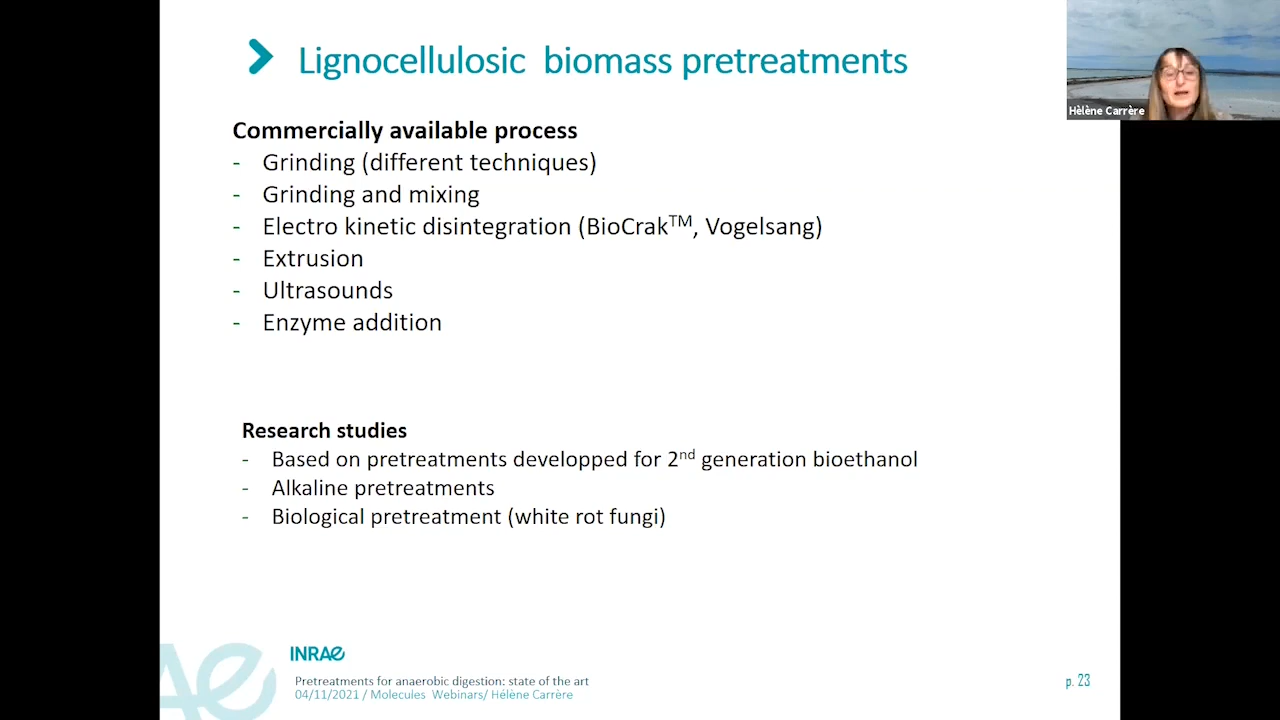 Lignocellulosic biomass pretreatments
Hélène Carrère
Commercially available process
- Grinding (different techniques)
- Grinding and mixing
- Electro kinetic disintegration (BioCrak™, Vogelsang)
- Extrusion
- Ultrasounds
- Enzyme addition
Research studies
- Based on pretreatments developped for 2nd generation bioethanol
- Alkaline pretreatments
- Biological pretreatment (white rot fungi)
INRAE
Pretreatments for anaerobic digestion: state of the art
04/11/2021 / Molecules Webinars/ Hélène Carrère
p. 23